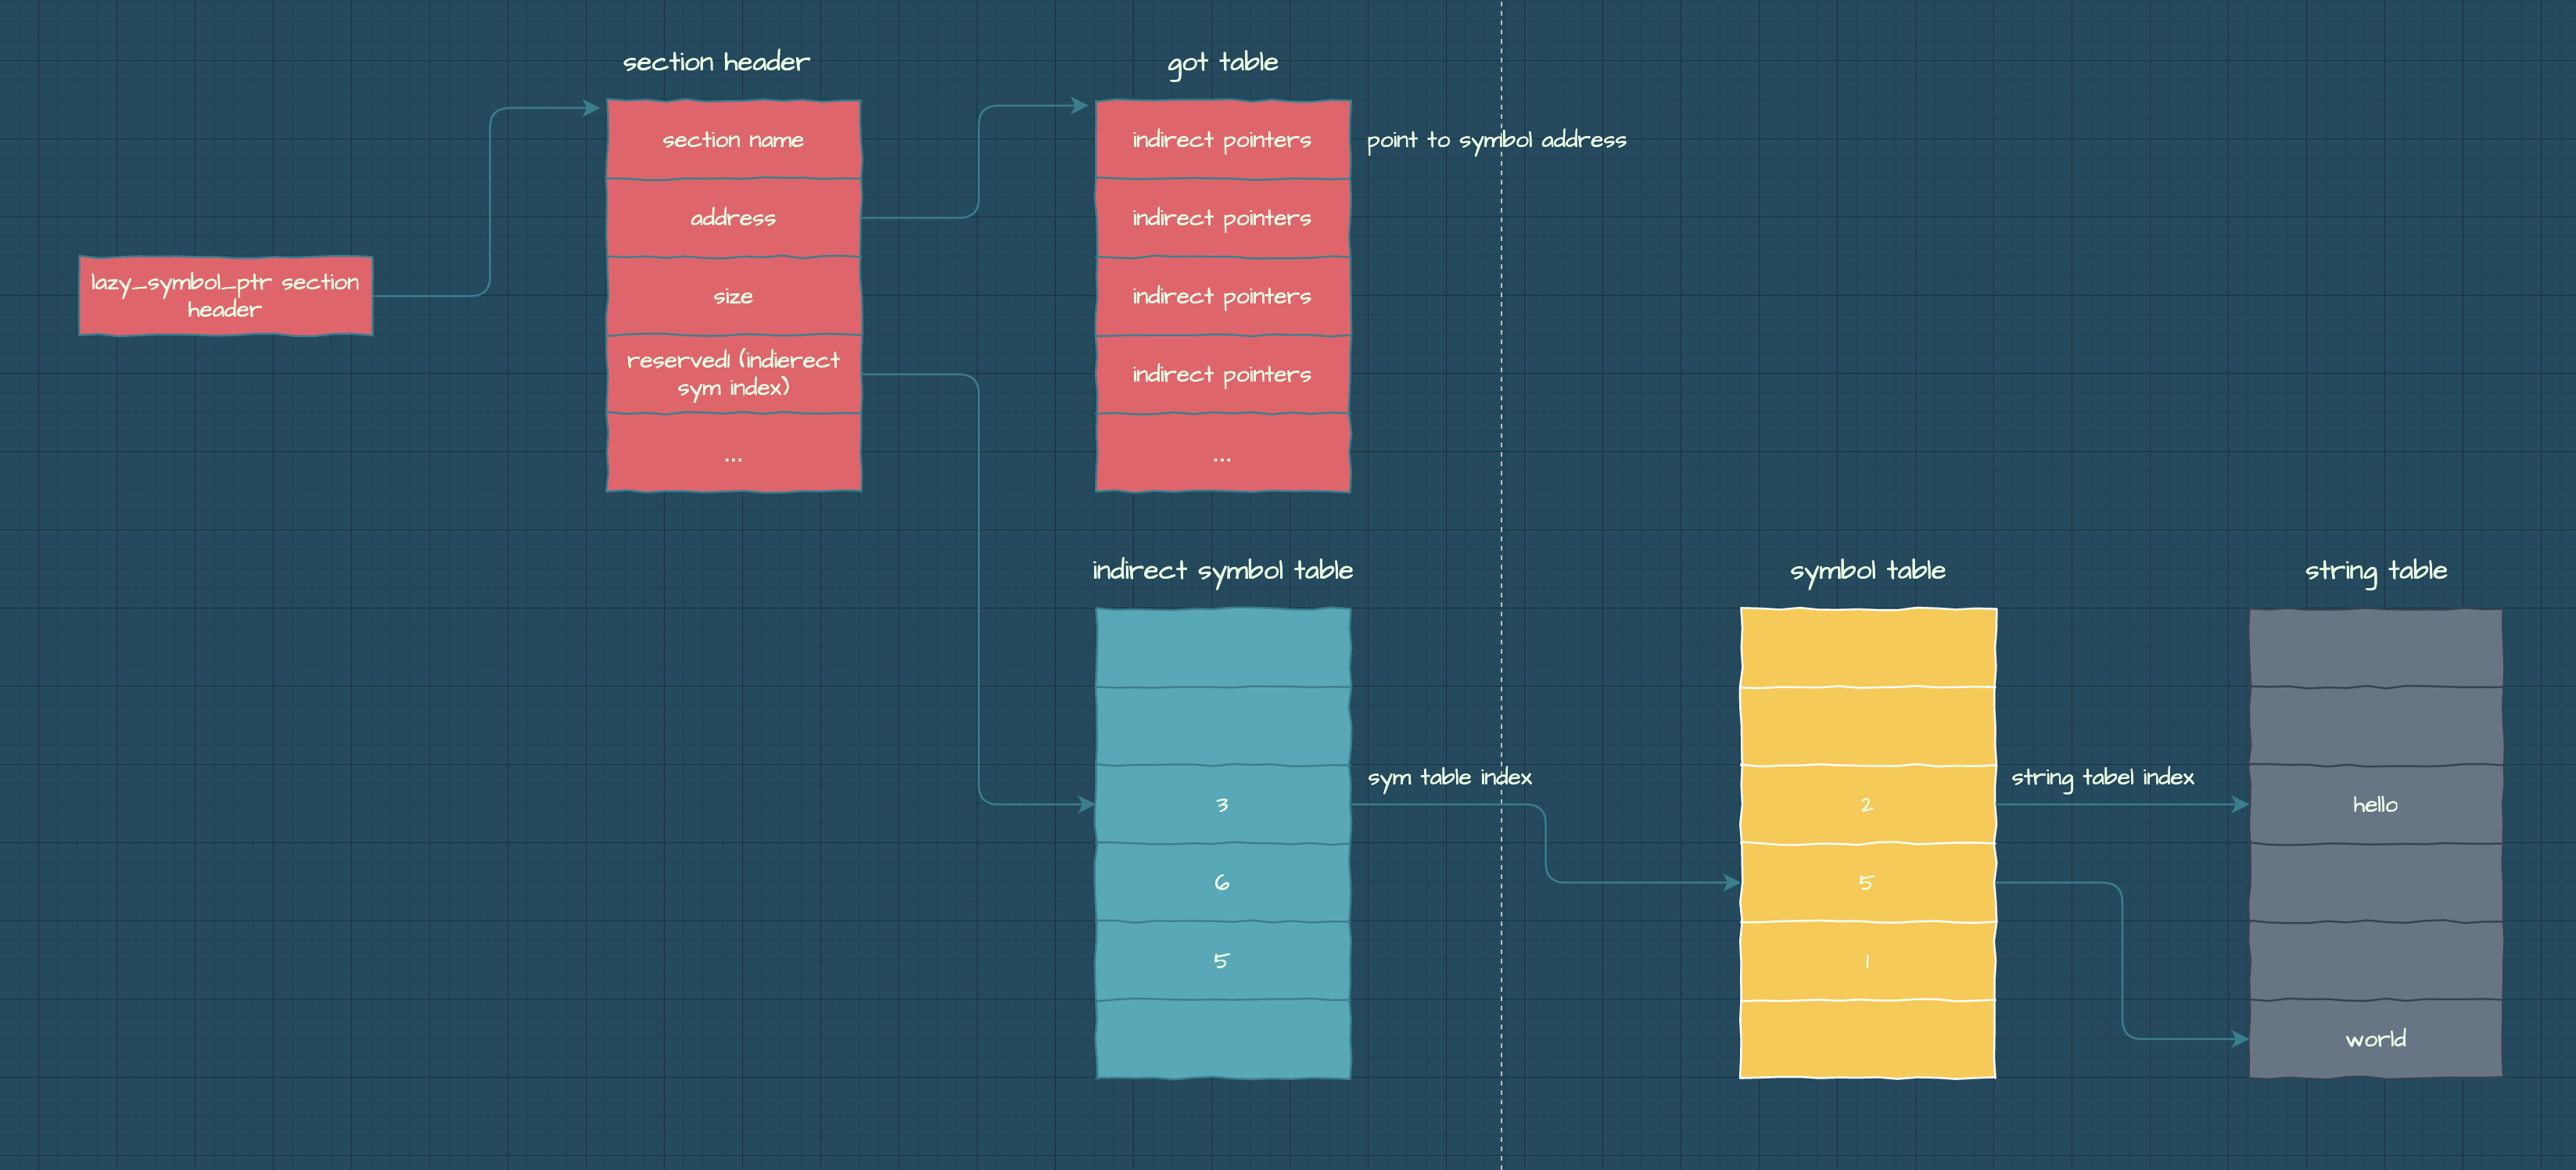 section header
got table
section name
indirect pointers
point to symbol address
address
indirect pointers
lazy_symbol_ptr section
header
size
indirect pointers
reserved1 (indierect
sym index)
indirect pointers
...
...
indirect symbol table
symbol table
string table
sym table index
string tabel index
3
2
hello
6
5
5
1
world